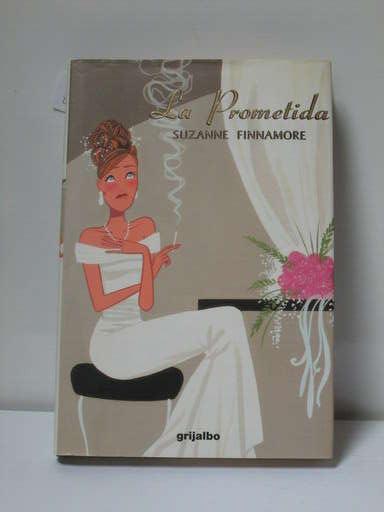 La Prometida
SUZANNE FINNAMORE
grijalbo